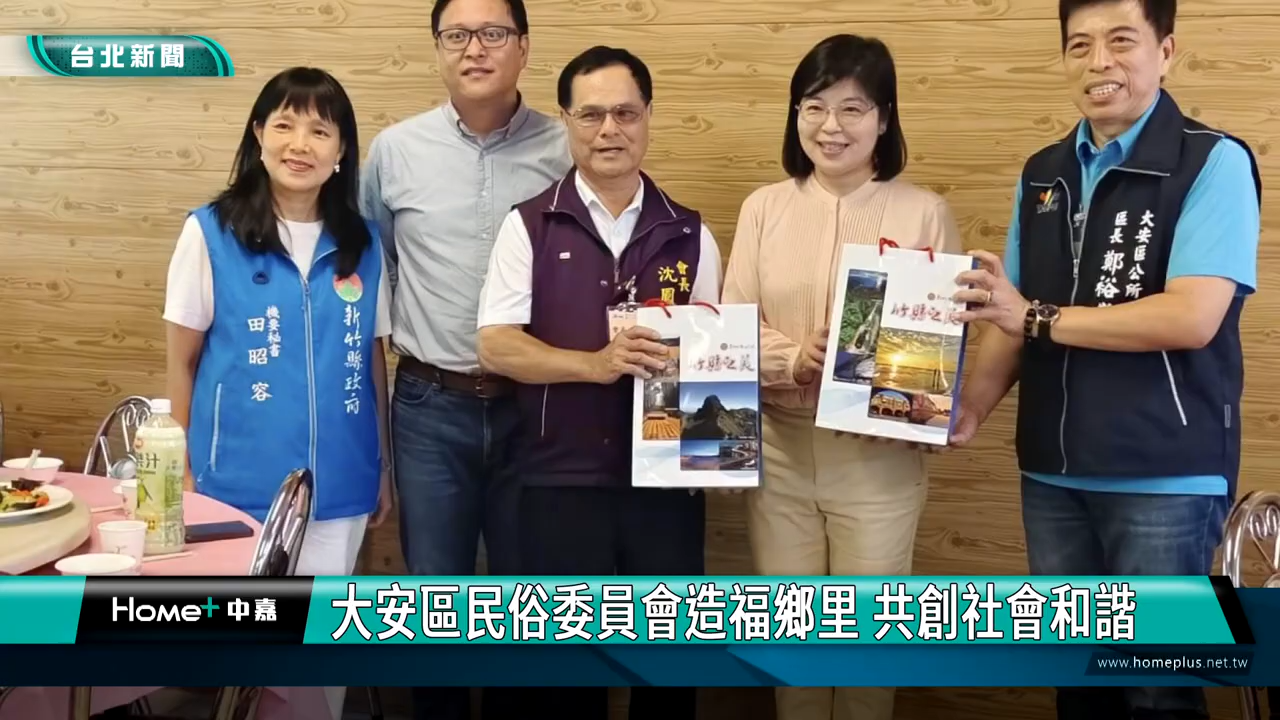 台北新聞
大安區公所
區長 鄭裕
會長
沈
新竹縣政府
機要秘書
田昭容
竹縣之美
竹縣之美
果汁
Home+中嘉
大安區民俗委員會造福鄉里 共創社會和諧
www.homeplus.net.tw